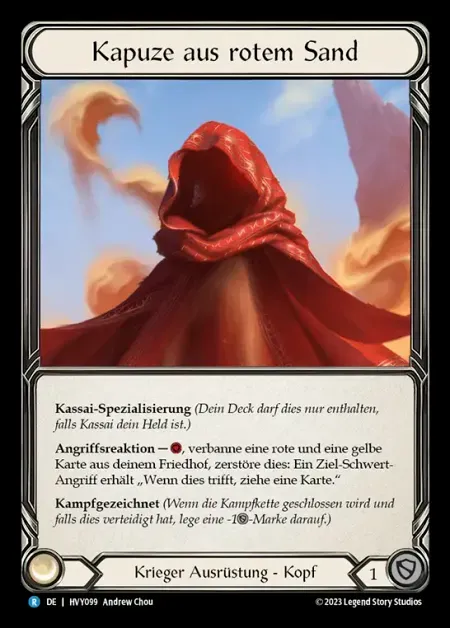 Kapuze aus rotem Sand
Kassai-Spezialisierung (Dein Deck darf dies nur enthalten,
falls Kassai dein Held ist.)
Angriffsreaktion — , verbanne eine rote und eine gelbe
Karte aus deinem Friedhof, zerstöre dies: Ein Ziel-Schwert-
Angriff erhält „Wenn dies trifft, ziehe eine Karte.“
Kampfgezeichnet (Wenn die Kampfkette geschlossen wird und
falls dies verteidigt hat, lege eine -1-Marke darauf.)
Krieger Ausrüstung - Kopf
1
R DE | HVY099 Andrew Chou
© 2023 Legend Story Studios